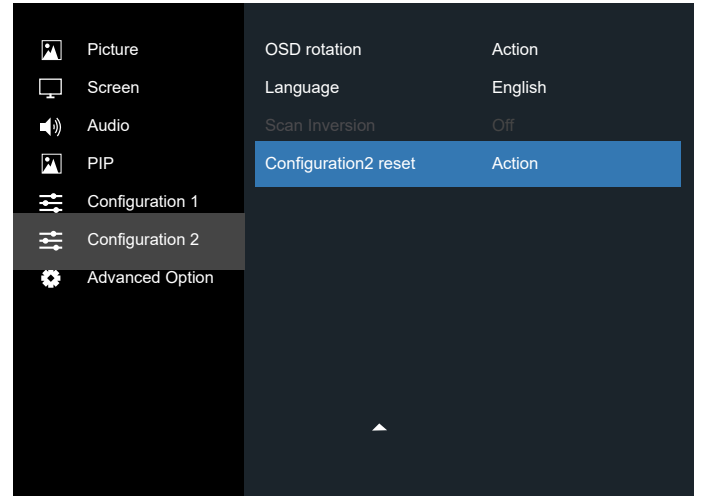 Picture
Screen
Audio
PIP
Configuration 1
Configuration 2
Advanced Option
OSD rotation Action
Language English
Scan Inversion Off
Configuration2 reset Action